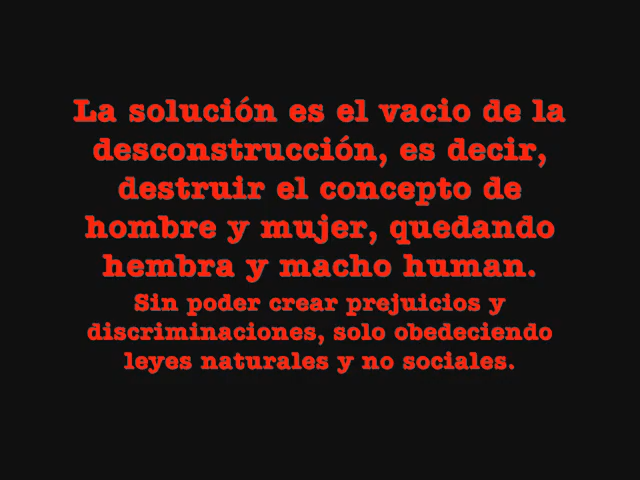 La solución es el vacio de la
desconstrucción, es decir,
destruir el concepto de
hombre y mujer, quedando
hembra y macho human.
Sin poder crear prejuicios y
discriminaciones, solo obedeciendo
leyes naturales y no sociales.